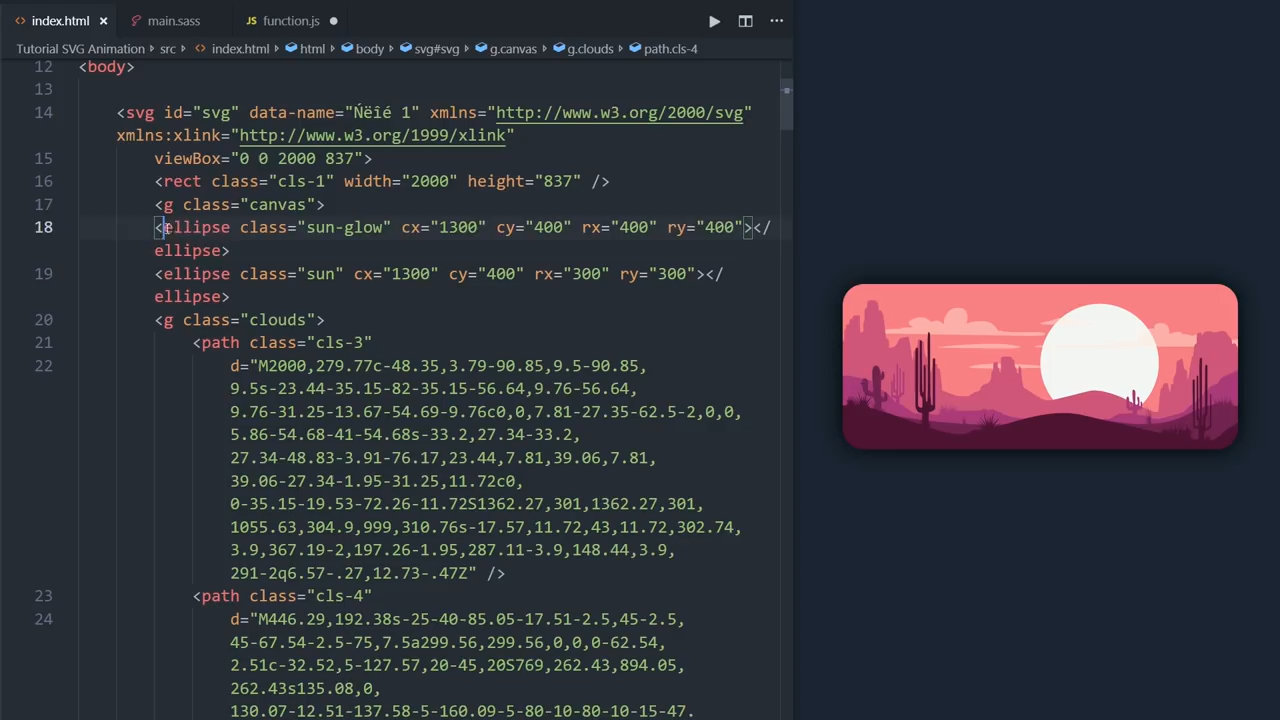 index.html main.sass function.js
Tutorial SVG Animation > src > index.html > html > body > svg#svg > g.canvas > g.clouds > path.cls-4
12 <body>
13
14 <svg id="svg" data-name="Ñëîé 1" xmlns="http://www.w3.org/2000/svg"
xmlns:xlink="http://www.w3.org/1999/xlink"
15 viewBox="0 0 2000 837">
16 <rect class="cls-1" width="2000" height="837" />
17 <g class="canvas">
18 <ellipse class="sun-glow" cx="1300" cy="400" rx="400" ry="400"></
ellipse>
19 <ellipse class="sun" cx="1300" cy="400" rx="300" ry="300"></
ellipse>
20 <g class="clouds">
21 <path class="cls-3"
22 d="M2000,279.77c-48.35,3.79-90.85,9.5-90.85,
9.5s-23.44-35.15-82-35.15-56.64,9.76-56.64,
9.76-31.25-13.67-54.69-9.76c0,0,7.81-27.35-62.5-2,0,0,
5.86-54.68-41-54.68s-33.2,27.34-33.2,
27.34-48.83-3.91-76.17,23.44,7.81,39.06,7.81,
39.06-27.34-1.95-31.25,11.72c0,
0-35.15-19.53-72.26-11.72S1362.27,301,1362.27,301,
1055.63,304.9,999,310.76s-17.57,11.72,43,11.72,302.74,
3.9,367.19-2,197.26-1.95,287.11-3.9,148.44,3.9,
291-2q6.57-.27,12.73-.47Z" />
23 <path class="cls-4"
24 d="M446.29,192.38s-25-40-85.05-17.51-2.5,45-2.5,
45-67.54-2.5-75,7.5a299.56,299.56,0,0,0-62.54,
2.51c-32.52,5-127.57,20-45,20S769,262.43,894.05,
262.43s135.08,0,
130.07-12.51-137.58-5-160.09-5-80-10-80-10-15-47.